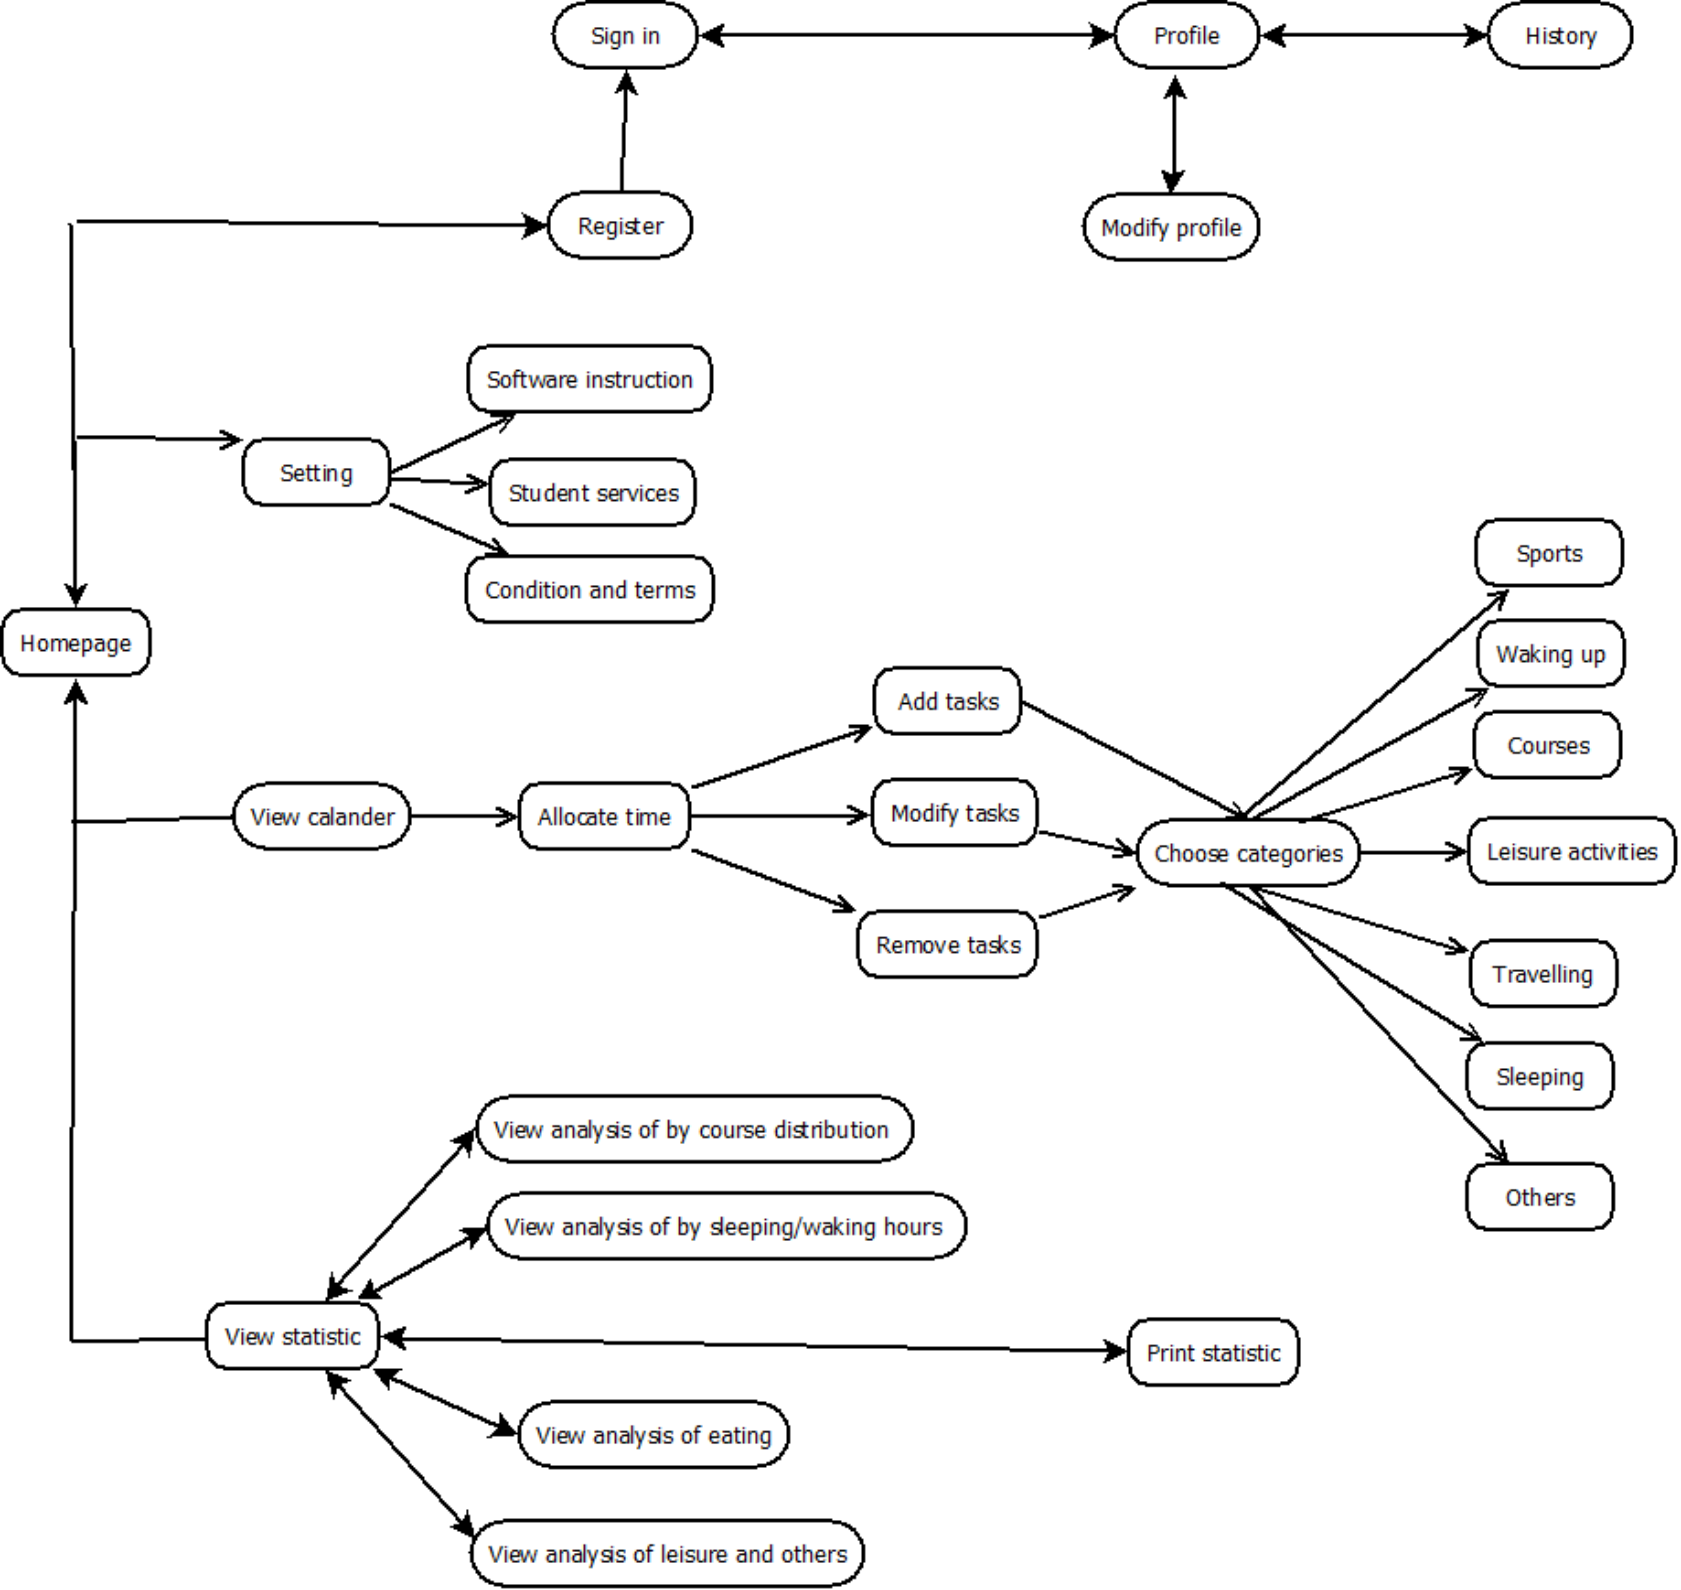 Sign in
Profile
History
Register
Modify profile
Software instruction
Setting
Student services
Condition and terms
Homepage
Sports
Waking up
Add tasks
Courses
View calander
Allocate time
Modify tasks
Choose categories
Leisure activities
Remove tasks
Travelling
Sleeping
View analysis of by course distribution
Others
View analysis of by sleeping/waking hours
View statistic
Print statistic
View analysis of eating
View analysis of leisure and others